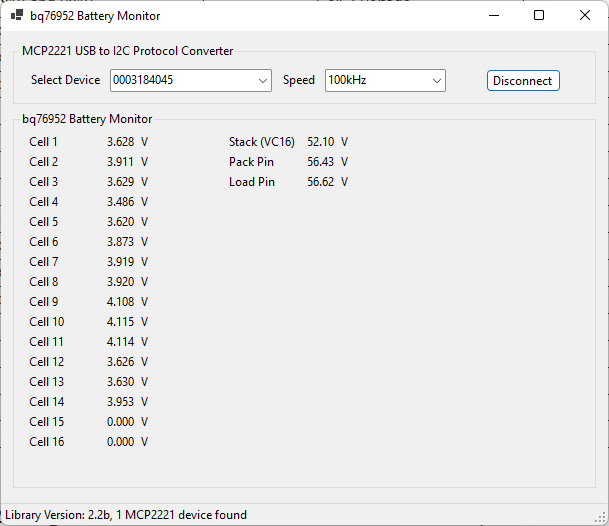 bq76952 Battery Monitor
MCP2221 USB to I2C Protocol Converter
Select Device 0003184045 Speed 100kHz Disconnect
bq76952 Battery Monitor
Cell 1 3.628 V Stack (VC16) 52.10 V
Cell 2 3.911 V Pack Pin 56.43 V
Cell 3 3.629 V Load Pin 56.62 V
Cell 4 3.486 V
Cell 5 3.620 V
Cell 6 3.873 V
Cell 7 3.919 V
Cell 8 3.920 V
Cell 9 4.108 V
Cell 10 4.115 V
Cell 11 4.114 V
Cell 12 3.626 V
Cell 13 3.630 V
Cell 14 3.953 V
Cell 15 0.000 V
Cell 16 0.000 V
Library Version: 2.2b, 1 MCP2221 device found